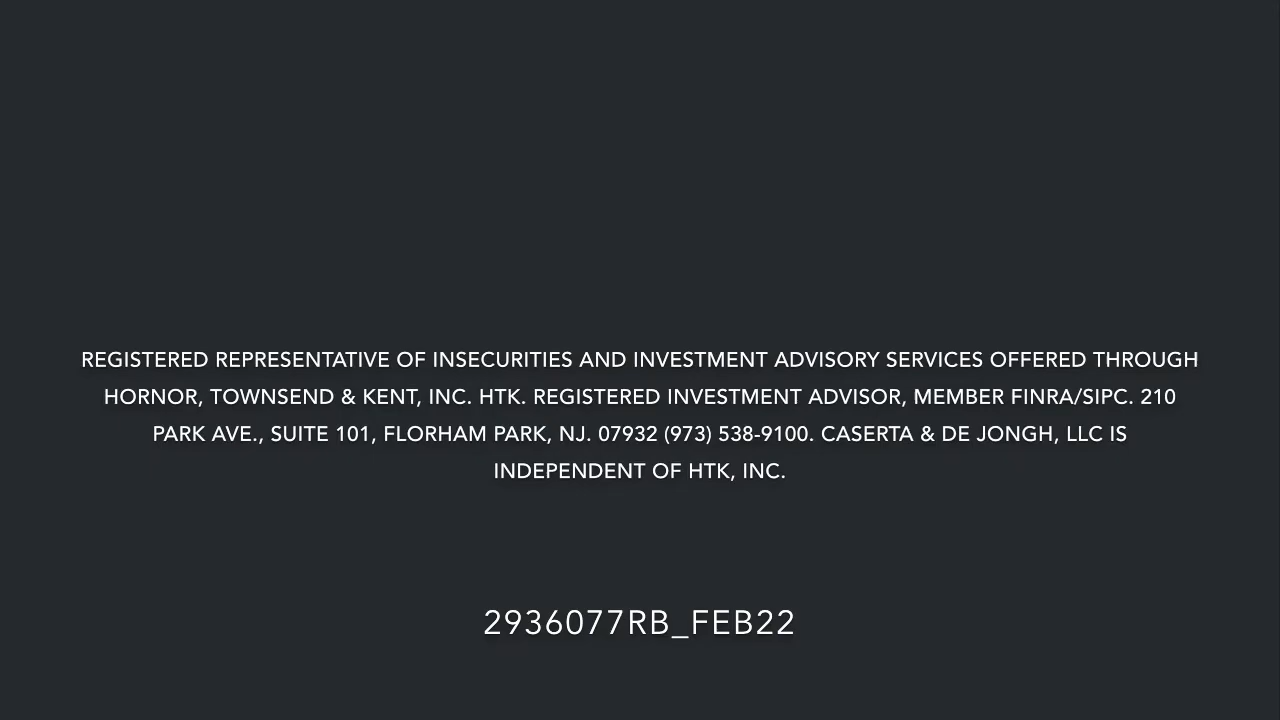 REGISTERED REPRESENTATIVE OF INSECURITIES AND INVESTMENT ADVISORY SERVICES OFFERED THROUGH
HORNOR, TOWNSEND & KENT, INC. HTK. REGISTERED INVESTMENT ADVISOR, MEMBER FINRA/SIPC. 210
PARK AVE., SUITE 101, FLORHAM PARK, NJ. 07932 (973) 538-9100. CASERTA & DE JONGH, LLC IS
INDEPENDENT OF HTK, INC.
2936077RB_FEB22